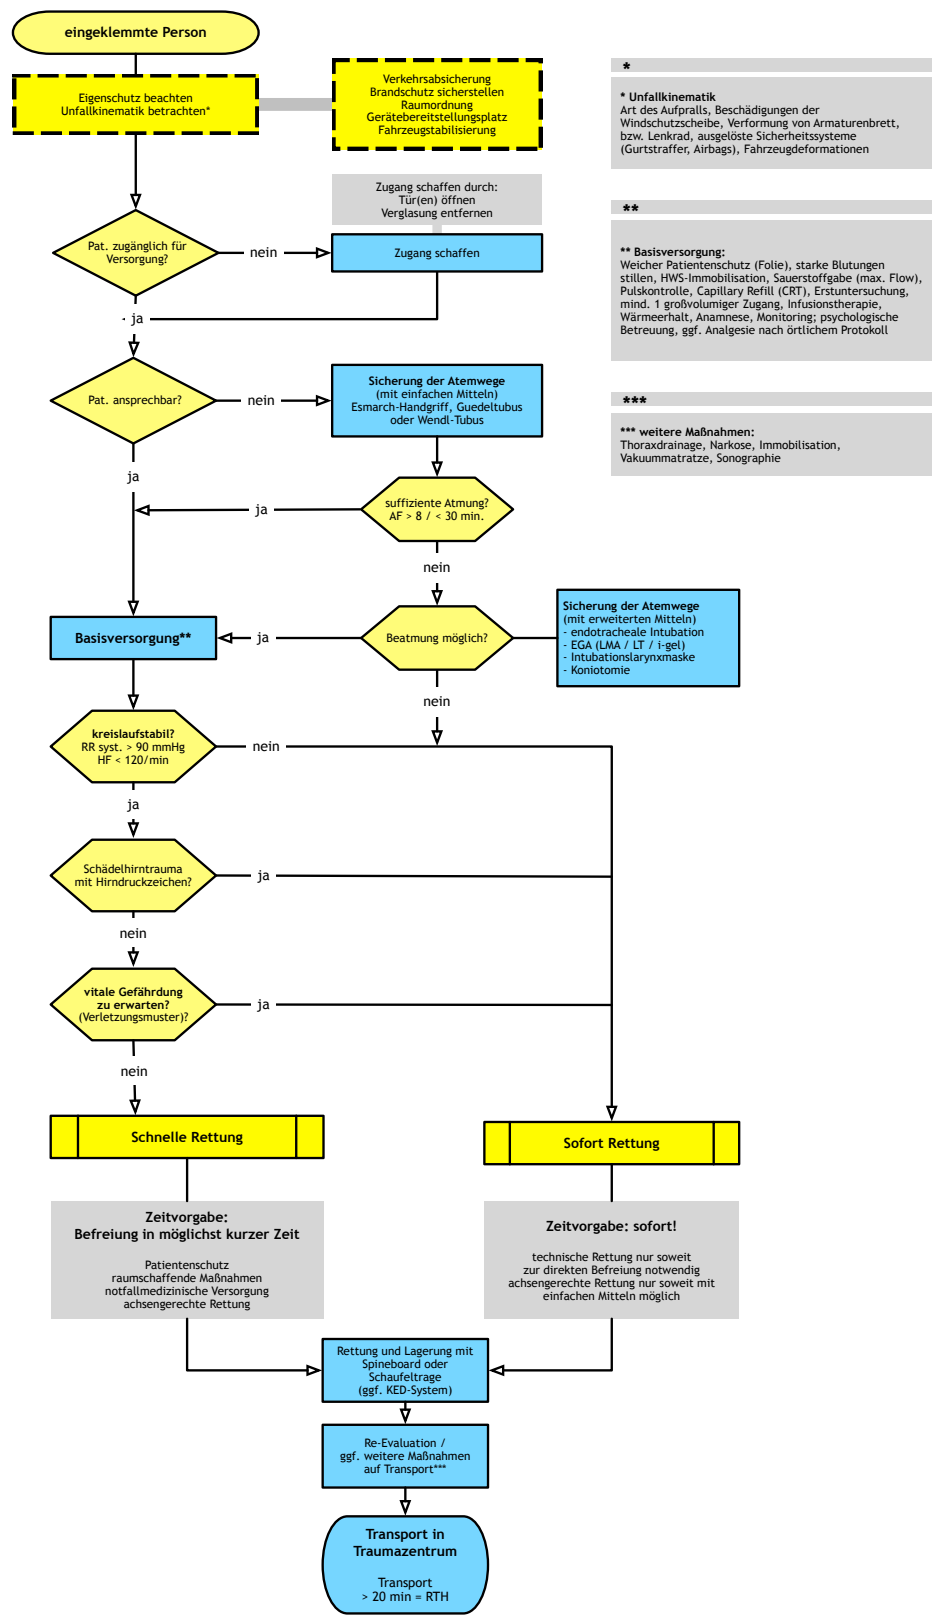 eingeklemmte Person
Eigenschutz beachten
Unfallkinematik betrachten*
Verkehrsabsicherung
Brandschutz sicherstellen
Raumordnung
Gerätebereitstellungsplatz
Fahrzeugstabilisierung
*
* Unfallkinematik
Art des Aufpralls, Beschädigungen der
Windschutzscheibe, Verformung von Armaturenbrett,
bzw. Lenkrad, ausgelöste Sicherheitssysteme
(Gurtstraffer, Airbags), Fahrzeugdeformationen
Zugang schaffen durch:
Tür(en) öffnen
Verglasung entfernen
Pat. zugänglich für
Versorgung?
nein
Zugang schaffen
ja
**
** Basisversorgung:
Weicher Patientenschutz (Folie), starke Blutungen
stillen, HWS-Immobilisation, Sauerstoffgabe (max. Flow),
Pulskontrolle, Capillary Refill (CRT), Erstuntersuchung,
mind. 1 großvolumiger Zugang, Infusionstherapie,
Wärmeerhalt, Anamnese, Monitoring; psychologische
Betreuung, ggf. Analgesie nach örtlichem Protokoll
Pat. ansprechbar?
nein
Sicherung der Atemwege
(mit einfachen Mitteln)
Esmarch-Handgriff, Guedeltubus
oder Wendl-Tubus
***
*** weitere Maßnahmen:
Thoraxdrainage, Narkose, Immobilisation,
Vakuummatratze, Sonographie
ja
suffiziente Atmung?
AF > 8 / < 30 min.
ja
nein
Basisversorgung**
ja
Beatmung möglich?
Sicherung der Atemwege
(mit erweiterten Mitteln)
- endotracheale Intubation
- EGA (LMA / LT / i-gel)
- Intubationslarynxmaske
- Koniotomie
nein
kreislaufstabil?
RR syst. > 90 mmHg
HF < 120/min
nein
ja
Schädelhirntrauma
mit Hirndruckzeichen?
ja
nein
vitale Gefährdung
zu erwarten?
(Verletzungsmuster)?
ja
nein
Schnelle Rettung
Sofort Rettung
Zeitvorgabe:
Befreiung in möglichst kurzer Zeit
Patientenschutz
raumschaffende Maßnahmen
notfallmedizinische Versorgung
achsengerechte Rettung
Zeitvorgabe: sofort!
technische Rettung nur soweit
zur direkten Befreiung notwendig
achsengerechte Rettung nur soweit mit
einfachen Mitteln möglich
Rettung und Lagerung mit
Spineboard oder
Schaufeltrage
(ggf. KED-System)
Re-Evaluation /
ggf. weitere Maßnahmen
auf Transport***
Transport in
Traumazentrum
Transport
> 20 min = RTH